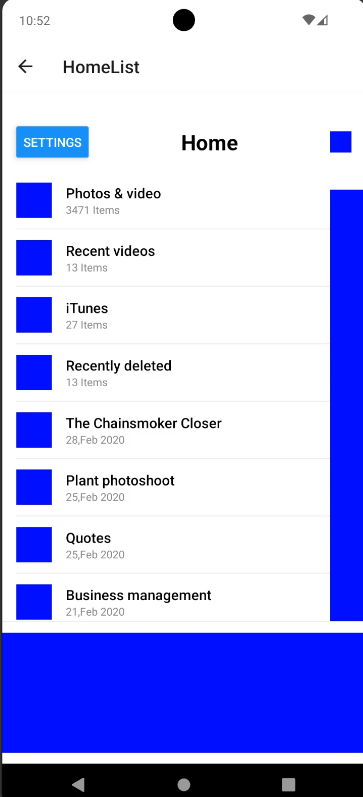 10:52
HomeList
SETTINGS
Home
Photos & video
3471 Items
Recent videos
13 Items
iTunes
27 Items
Recently deleted
13 Items
The Chainsmoker Closer
28,Feb 2020
Plant photoshoot
25,Feb 2020
Quotes
25,Feb 2020
Business management
21,Feb 2020